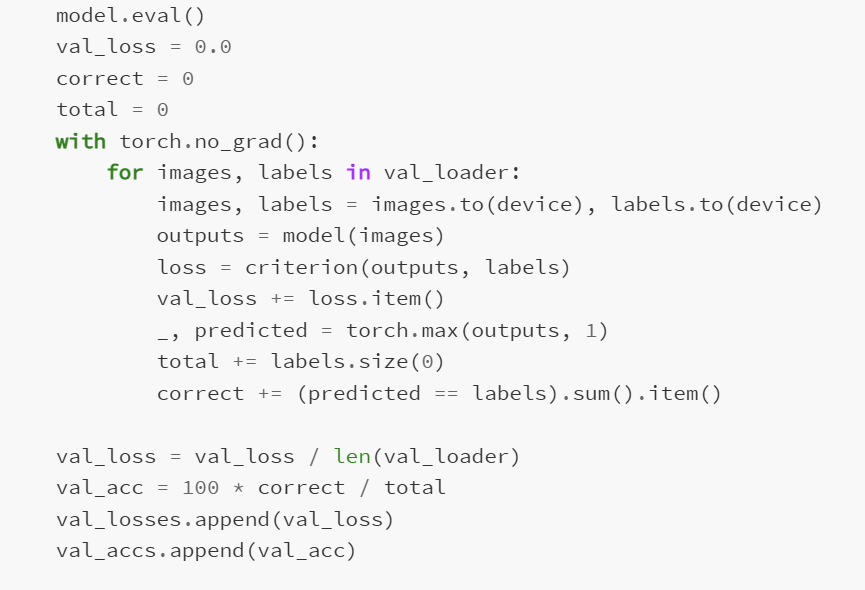 model.eval()
val_loss = 0.0
correct = 0
total = 0
with torch.no_grad():
    for images, labels in val_loader:
        images, labels = images.to(device), labels.to(device)
        outputs = model(images)
        loss = criterion(outputs, labels)
        val_loss += loss.item()
        _, predicted = torch.max(outputs, 1)
        total += labels.size(0)
        correct += (predicted == labels).sum().item()

val_loss = val_loss / len(val_loader)
val_acc = 100 * correct / total
val_losses.append(val_loss)
val_accs.append(val_acc)